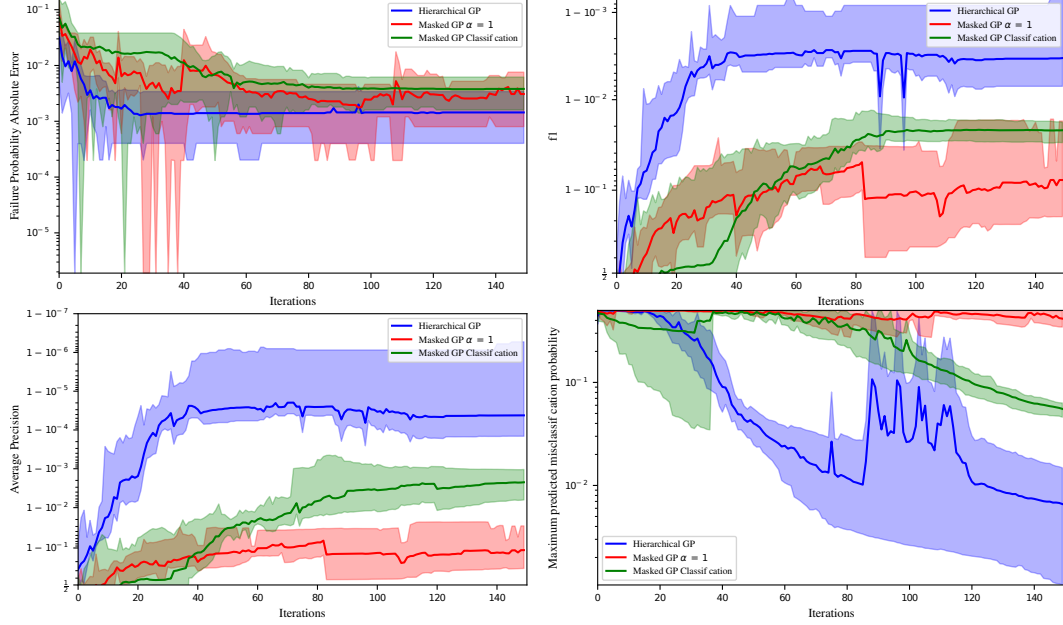 Failure Probability Absolute Error
10⁻²
10⁻³
10⁻⁴
10⁻⁵
0 20 40 60 80 100 120 140
Iterations
Hierarchical GP
Masked GP α = 1
Masked GP Classif cation
f1
1 − 10⁻³
1 − 10⁻²
1 − 10⁻¹
1/2
0 20 40 60 80 100 120 140
Iterations
Hierarchical GP
Masked GP α = 1
Masked GP Classif cation
Average Precision
1 − 10⁻⁷
1 − 10⁻⁶
1 − 10⁻⁵
1 − 10⁻⁴
1 − 10⁻³
1 − 10⁻²
1 − 10⁻¹
1/2
0 20 40 60 80 100 120 140
Iterations
Hierarchical GP
Masked GP α = 1
Masked GP Classif cation
Maximum predicted misclassif cation probability
10⁻¹
10⁻²
0 20 40 60 80 100 120 140
Iterations
Hierarchical GP
Masked GP α = 1
Masked GP Classif cation